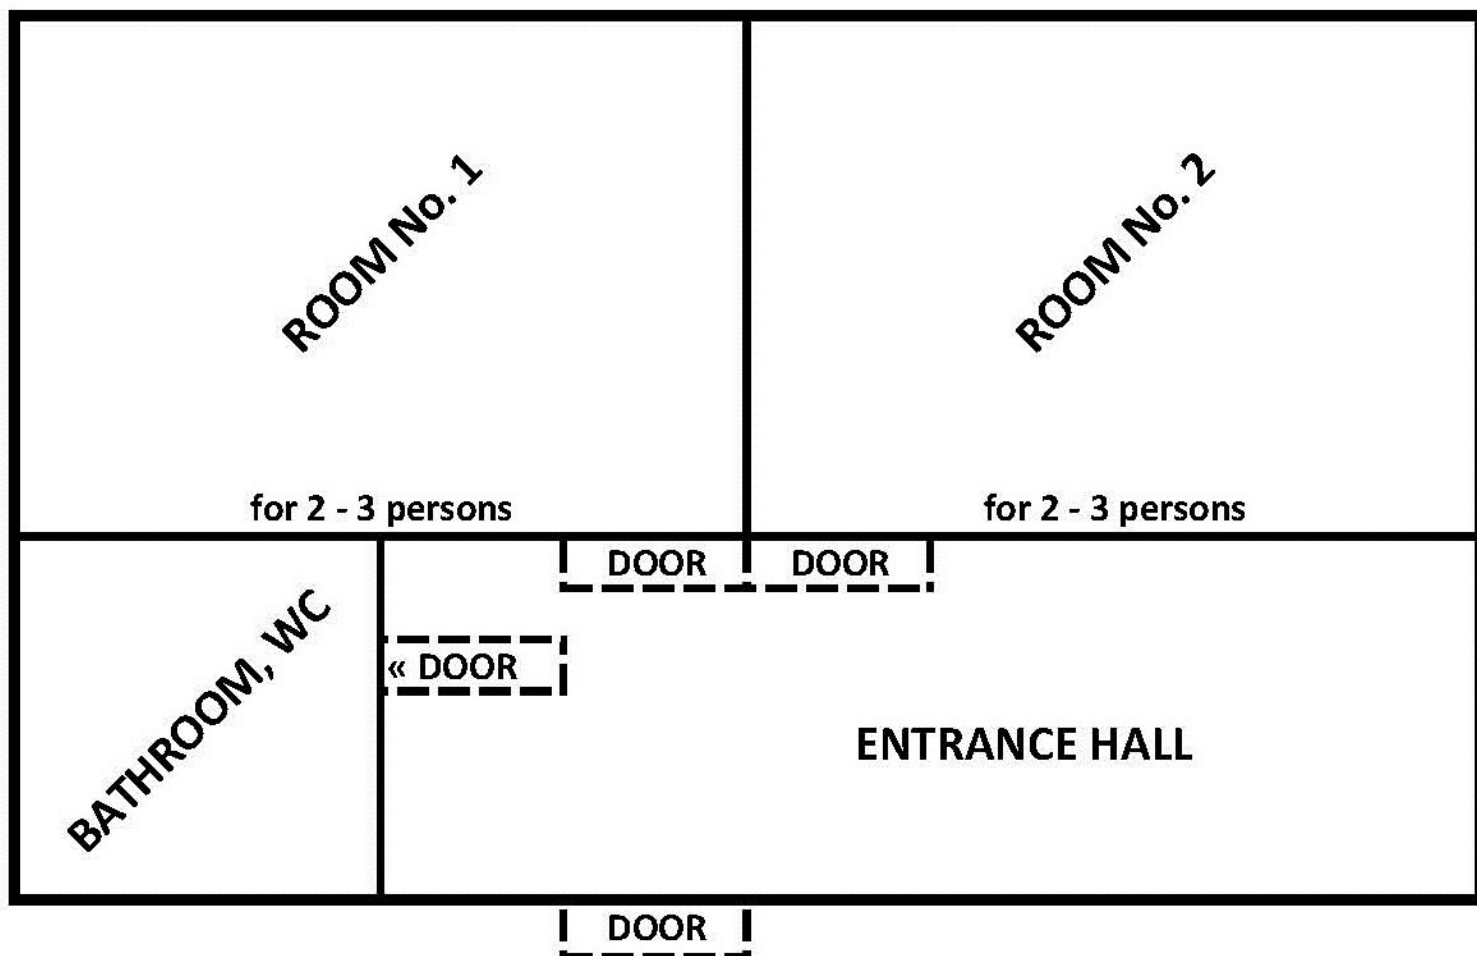 ROOM No. 1
ROOM No. 2
for 2 - 3 persons
for 2 - 3 persons
DOOR
DOOR
BATHROOM, WC
« DOOR
ENTRANCE HALL
DOOR